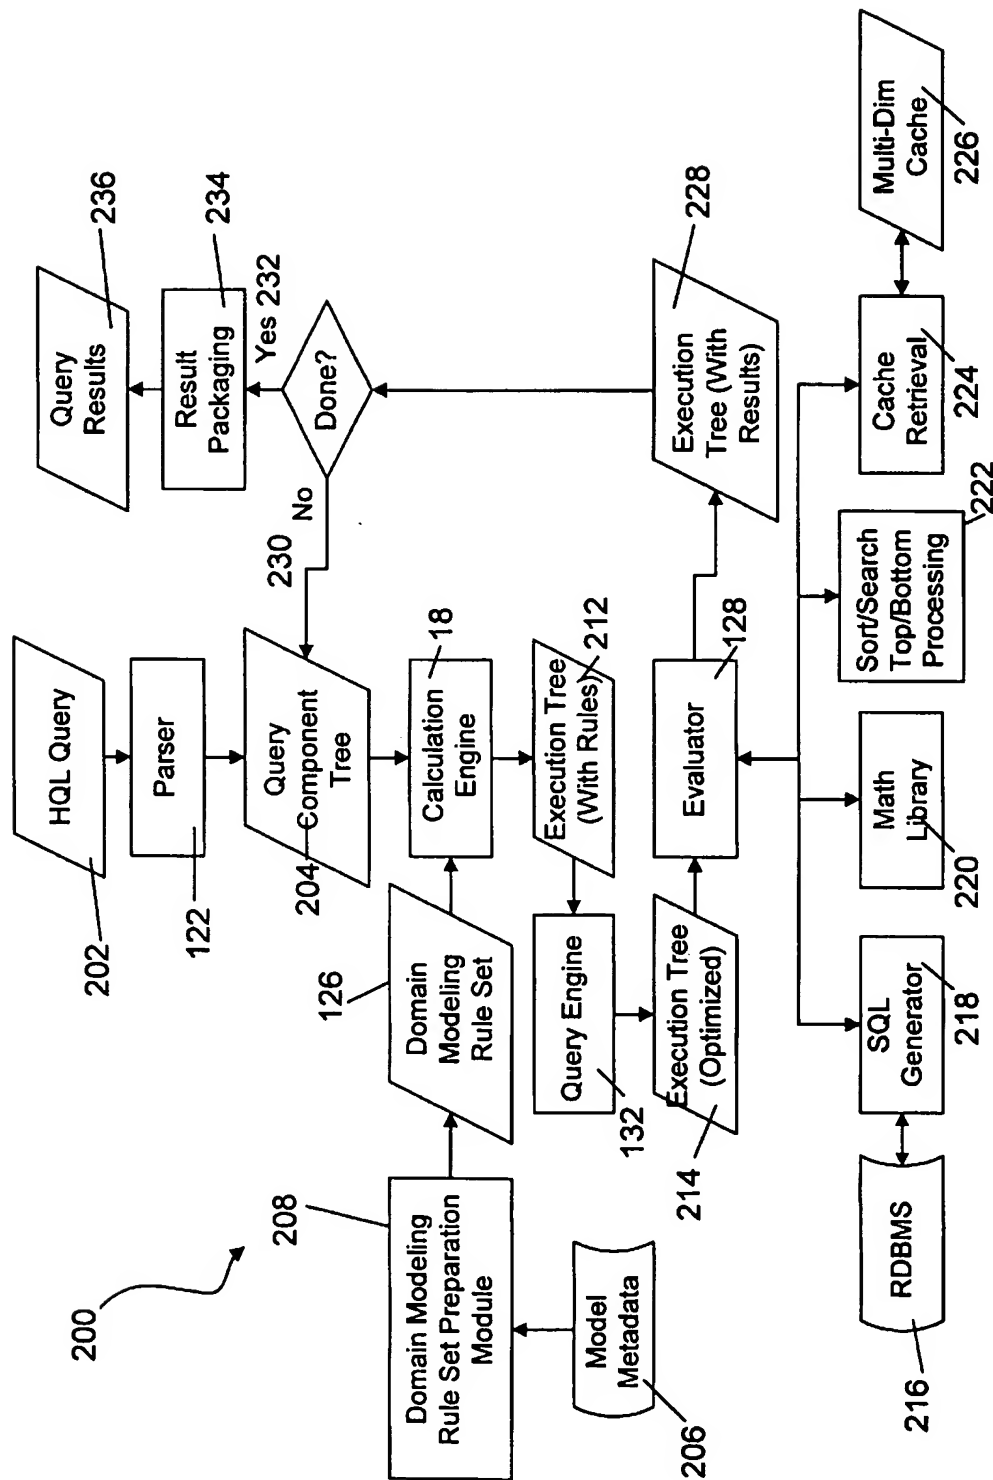 200
HQL Query
202
Parser
122
Query
Component
Tree
204
230
No
Done?
Yes 232
Result
Packaging
234
Query
Results
236
Domain Modeling
Rule Set Preparation
Module
208
Model
Metadata
206
Domain
Modeling
Rule Set
126
Calculation
Engine
18
Execution Tree
(With Rules)
212
Query Engine
132
Execution Tree
(Optimized)
214
Evaluator
128
Execution
Tree (With
Results)
228
RDBMS
216
SQL
Generator
218
Math
Library
220
Sort/Search
Top/Bottom
Processing
222
Cache
Retrieval
224
Multi-Dim
Cache
226